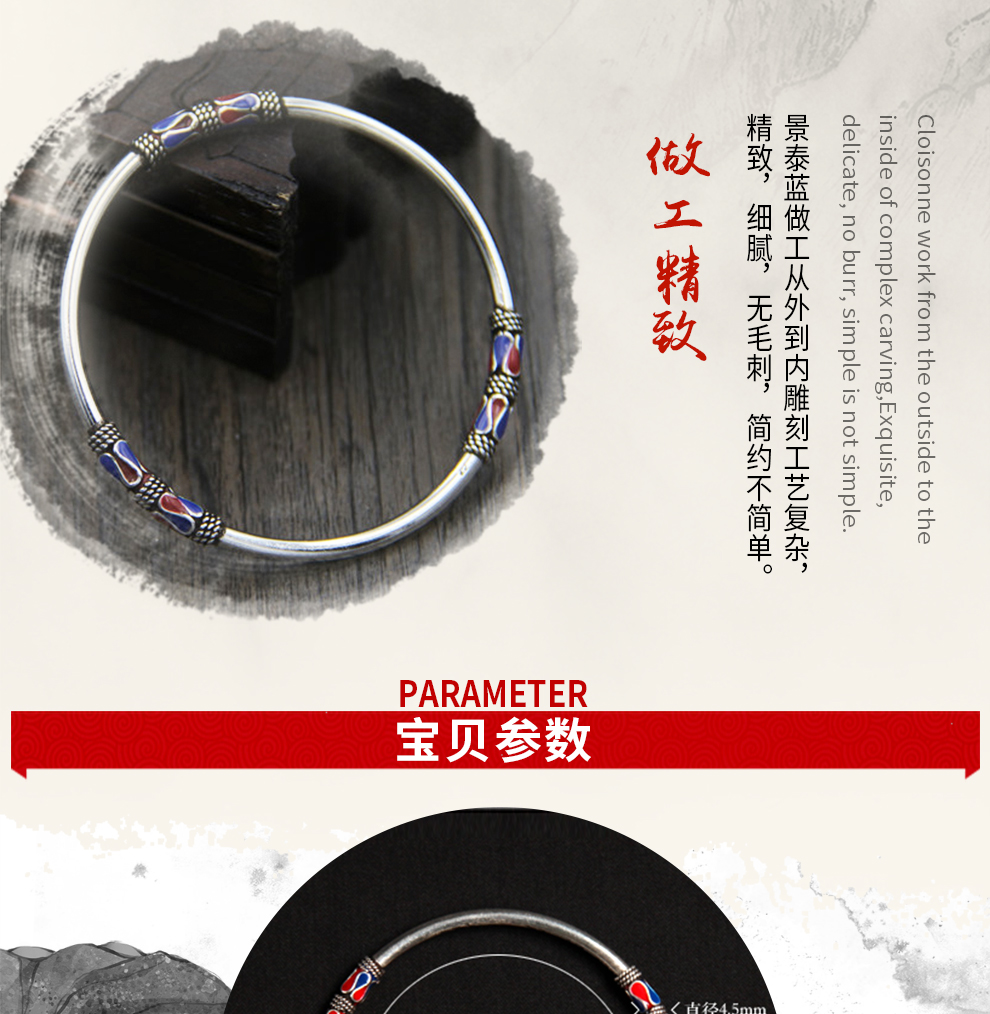 Cloisonne work from the outside to the
inside of complex carving,Exquisite,
delicate, no burr, simple is not simple.
景泰蓝做工从外到内雕刻工艺复杂，
精致，细腻，无毛刺，简约不简单。
做工精致
PARAMETER
宝贝参数
直径4.5mm